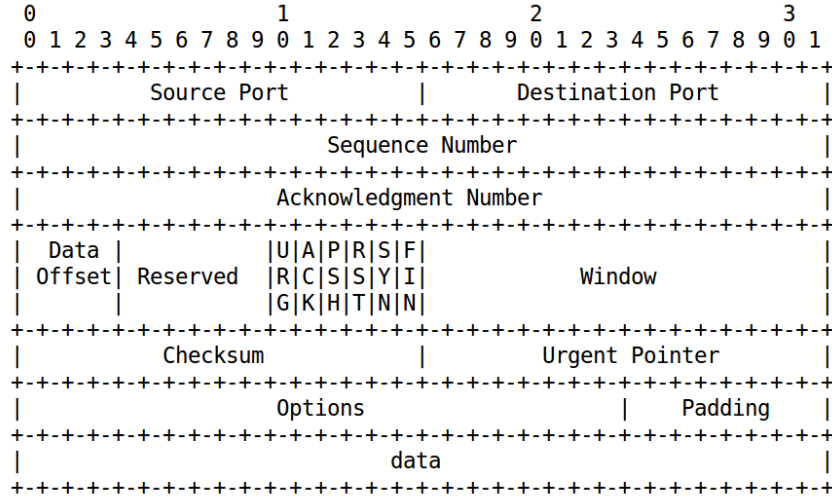 0                   1                   2                   3
 0 1 2 3 4 5 6 7 8 9 0 1 2 3 4 5 6 7 8 9 0 1 2 3 4 5 6 7 8 9 0 1
+-+-+-+-+-+-+-+-+-+-+-+-+-+-+-+-+-+-+-+-+-+-+-+-+-+-+-+-+-+-+-+-+
|          Source Port          |       Destination Port        |
+-+-+-+-+-+-+-+-+-+-+-+-+-+-+-+-+-+-+-+-+-+-+-+-+-+-+-+-+-+-+-+-+
|                        Sequence Number                        |
+-+-+-+-+-+-+-+-+-+-+-+-+-+-+-+-+-+-+-+-+-+-+-+-+-+-+-+-+-+-+-+-+
|                    Acknowledgment Number                      |
+-+-+-+-+-+-+-+-+-+-+-+-+-+-+-+-+-+-+-+-+-+-+-+-+-+-+-+-+-+-+-+-+
|  Data |           |U|A|P|R|S|F|                               |
| Offset| Reserved  |R|C|S|S|Y|I|            Window             |
|       |           |G|K|H|T|N|N|                               |
+-+-+-+-+-+-+-+-+-+-+-+-+-+-+-+-+-+-+-+-+-+-+-+-+-+-+-+-+-+-+-+-+
|           Checksum            |         Urgent Pointer        |
+-+-+-+-+-+-+-+-+-+-+-+-+-+-+-+-+-+-+-+-+-+-+-+-+-+-+-+-+-+-+-+-+
|                    Options                    |    Padding    |
+-+-+-+-+-+-+-+-+-+-+-+-+-+-+-+-+-+-+-+-+-+-+-+-+-+-+-+-+-+-+-+-+
|                             data                              |
+-+-+-+-+-+-+-+-+-+-+-+-+-+-+-+-+-+-+-+-+-+-+-+-+-+-+-+-+-+-+-+-+